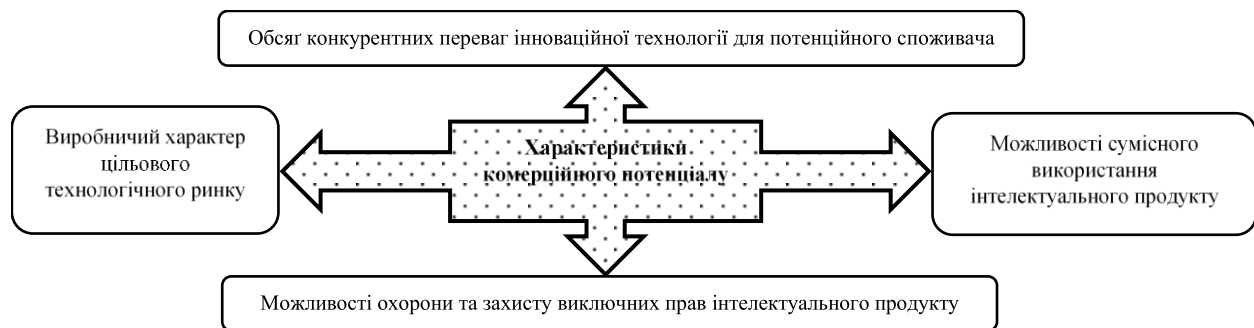 Обсяг конкурентних переваг інноваційної технології для потенційного споживача
Виробничий характер
цільового
технологічного ринку
Характеристики
комерційного потенціалу
Можливості сумісного
використання
інтелектуального продукту
Можливості охорони та захисту виключних прав інтелектуального продукту